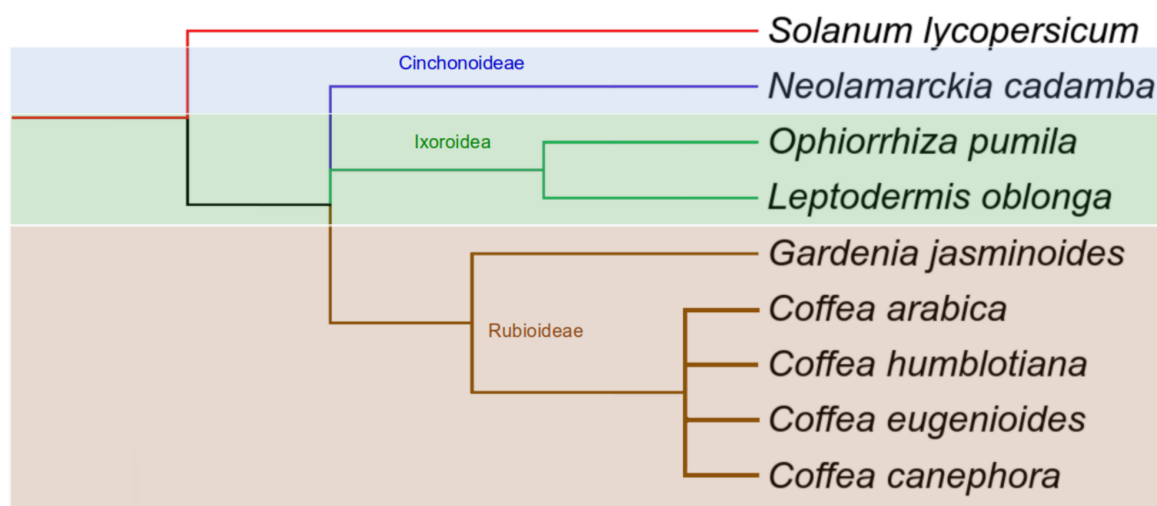 Solanum lycopersicum
Cinchonoideae
Neolamarckia cadamba
Ixoroidea
Ophiorrhiza pumila
Leptodermis oblonga
Gardenia jasminoides
Coffea arabica
Rubioideae
Coffea humblotiana
Coffea eugenioides
Coffea canephora